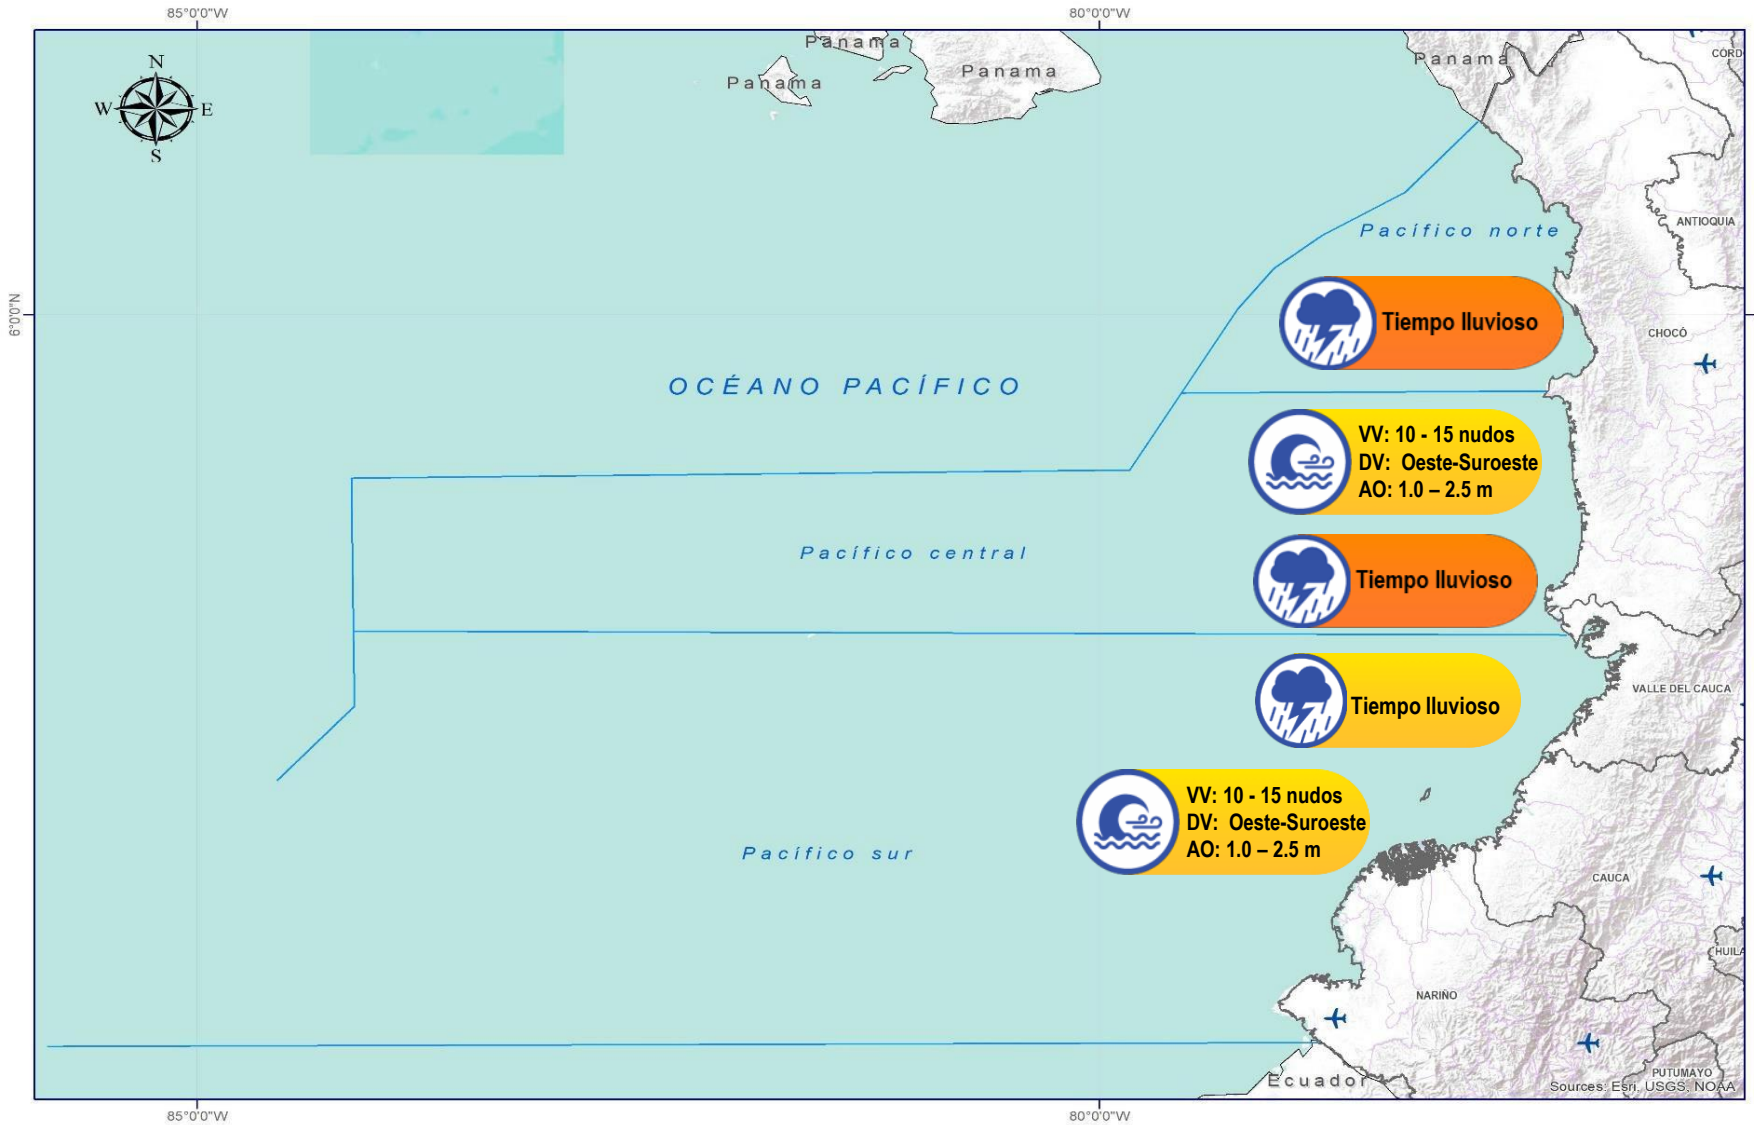 85°0'0"W
80°0'0"W
Panama
Panama
Panama
Panama
CÓRD
N
W
E
S
ANTIOQUIA
Pacífico norte
6°0'0"N
Tiempo lluvioso
CHOCÓ
OCÉANO PACÍFICO
VV: 10 - 15 nudos
DV: Oeste-Suroeste
AO: 1.0 – 2.5 m
Pacífico central
Tiempo lluvioso
VALLE DEL CAUCA
Tiempo lluvioso
VV: 10 - 15 nudos
DV: Oeste-Suroeste
AO: 1.0 – 2.5 m
Pacífico sur
CAUCA
HUILA
NARIÑO
PUTUMAYO
Ecuador
Sources: Esri, USGS, NOAA
85°0'0"W
80°0'0"W